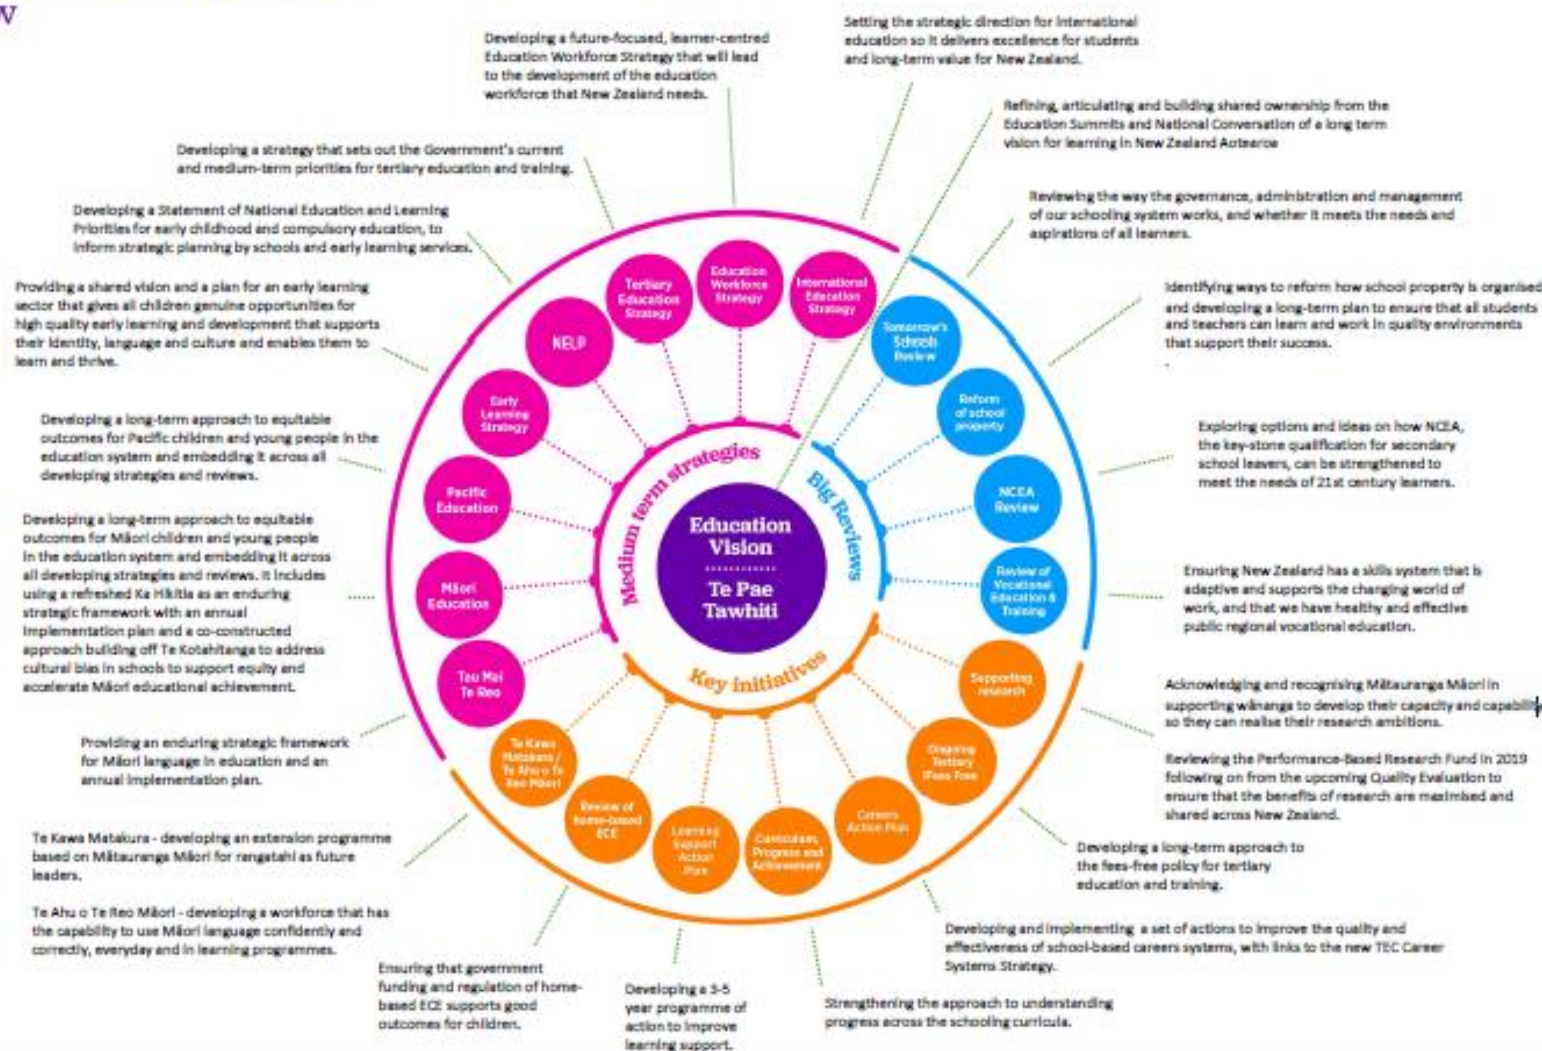 w
Developing a future-focused, learner-centred
Education Workforce Strategy that will lead
to the development of the education
workforce that New Zealand needs.
Setting the strategic direction for international
education so it delivers excellence for students
and long-term value for New Zealand.
Refining, articulating and building shared ownership from the
Education Summits and National Conversation of a long term
vision for learning in New Zealand Aotearoa
Developing a strategy that sets out the Government's current
and medium-term priorities for tertiary education and training.
Reviewing the way the governance, administration and management
of our schooling system works, and whether it meets the needs and
aspirations of all learners.
Developing a Statement of National Education and Learning
Priorities for early childhood and compulsory education, to
inform strategic planning by schools and early learning services.
Identifying ways to reform how school property is organised
and developing a long-term plan to ensure that all students
and teachers can learn and work in quality environments
that support their success.
.
Providing a shared vision and a plan for an early learning
sector that gives all children genuine opportunities for
high quality early learning and development that supports
their identity, language and culture and enables them to
learn and thrive.
Exploring options and ideas on how NCEA,
the key-stone qualification for secondary
school leavers, can be strengthened to
meet the needs of 21st century learners.
Developing a long-term approach to equitable
outcomes for Pacific children and young people in the
education system and embedding it across all
developing strategies and reviews.
Developing a long-term approach to equitable
outcomes for Māori children and young people
in the education system and embedding it across
all developing strategies and reviews. It includes
using a refreshed Ka Hikitia as an enduring
strategic framework with an annual
implementation plan and a co-constructed
approach building off Te Kotahitanga to address
cultural bias in schools to support equity and
accelerate Māori educational achievement.
Ensuring New Zealand has a skills system that is
adaptive and supports the changing world of
work, and that we have healthy and effective
public regional vocational education.
Acknowledging and recognising Mātauranga Māori in
supporting wānanga to develop their capacity and capability
so they can realise their research ambitions.
Reviewing the Performance-Based Research Fund in 2019
following on from the upcoming Quality Evaluation to
ensure that the benefits of research are maximised and
shared across New Zealand.
Providing an enduring strategic framework
for Māori language in education and an
annual implementation plan.
Te Kawa Matakura - developing an extension programme
based on Mātauranga Māori for rangatahi as future
leaders.
Te Ahu o Te Reo Māori - developing a workforce that has
the capability to use Māori language confidently and
correctly, everyday and in learning programmes.
Developing a long-term approach to
the fees-free policy for tertiary
education and training.
Developing and implementing a set of actions to improve the quality and
effectiveness of school-based careers systems, with links to the new TEC Career
Systems Strategy.
Ensuring that government
funding and regulation of home-
based ECE supports good
outcomes for children.
Developing a 3-5
year programme of
action to improve
learning support.
Strengthening the approach to understanding
progress across the schooling curricula.
Education
Vision
Te Pae
Tawhiti
Medium term strategies
Tau Mai
Te Reo
Māori
Education
Pacific
Education
Early
Learning
Strategy
NELP
Tertiary
Education
Strategy
Education
Workforce
Strategy
International
Education
Strategy
Big Reviews
Tomorrow's
Schools
Review
Reform
of school
property
NCEA
Review
Review of
Vocational
Education &
Training
Key initiatives
Supporting
research
Ongoing
Tertiary
Fees Free
Careers
Action Plan
Curriculum,
Progress and
Achievement
Learning
Support
Action
Plan
Review of
home-based
ECE
Te Kawa
Matakura /
Te Ahu o Te
Reo Māori